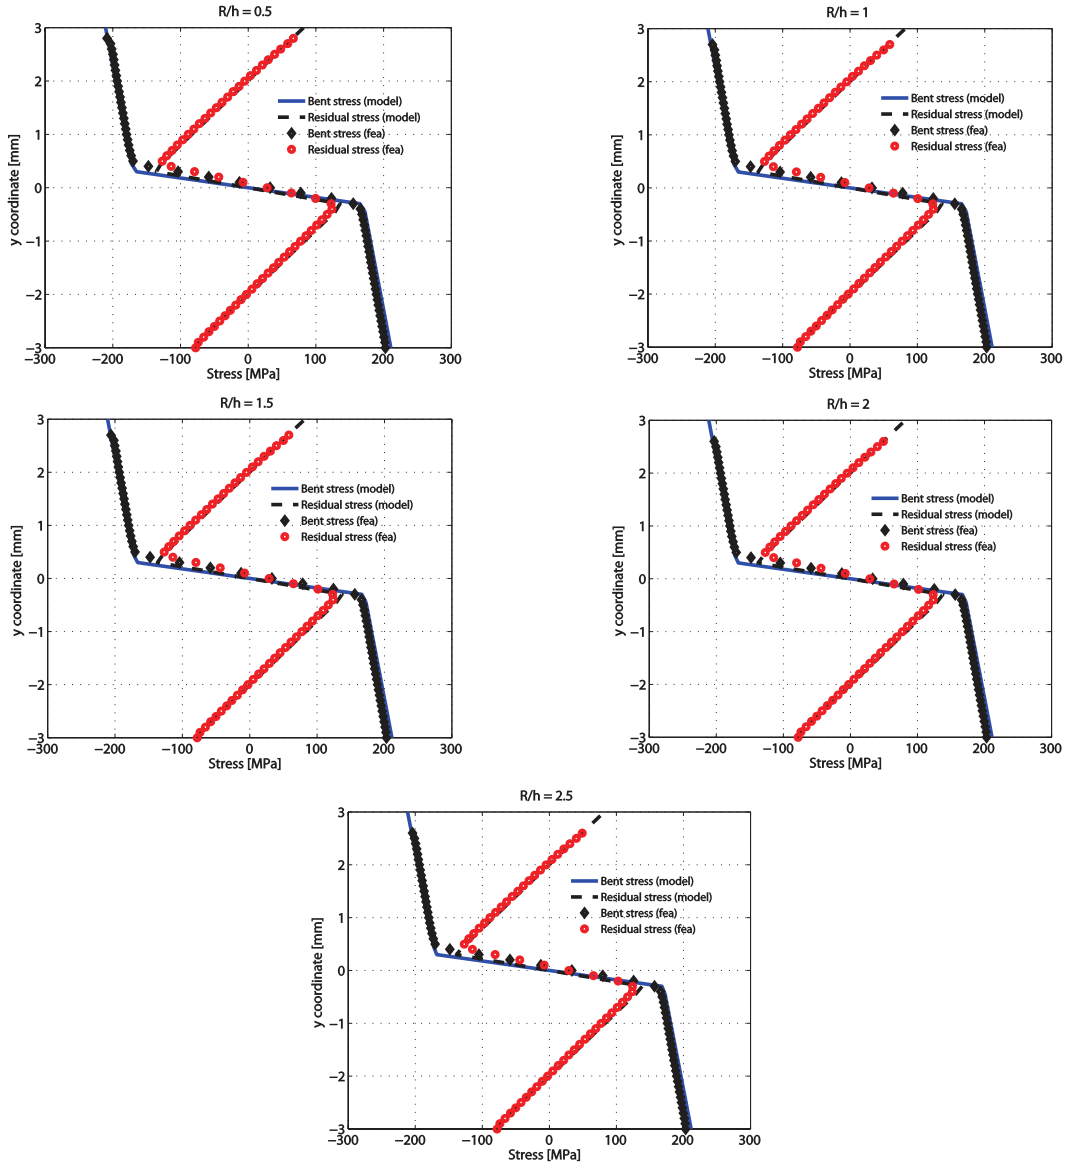 R/h = 0.5
3
2
1
0
−1
−2
−3
y coordinate [mm]
Bent stress (model)
Residual stress (model)
Bent stress (fea)
Residual stress (fea)
−300 −200 −100 0 100 200 300
Stress [MPa]
R/h = 1
3
2
1
0
−1
−2
−3
y coordinate [mm]
Bent stress (model)
Residual stress (model)
Bent stress (fea)
Residual stress (fea)
−300 −200 −100 0 100 200 300
Stress [MPa]
R/h = 1.5
3
2
1
0
−1
−2
−3
y coordinate [mm]
Bent stress (model)
Residual stress (model)
Bent stress (fea)
Residual stress (fea)
−300 −200 −100 0 100 200 300
Stress [MPa]
R/h = 2
3
2
1
0
−1
−2
−3
y coordinate [mm]
Bent stress (model)
Residual stress (model)
Bent stress (fea)
Residual stress (fea)
−300 −200 −100 0 100 200 300
Stress [MPa]
R/h = 2.5
3
2
1
0
−1
−2
−3
y coordinate [mm]
Bent stress (model)
Residual stress (model)
Bent stress (fea)
Residual stress (fea)
−300 −200 −100 0 100 200 300
Stress [MPa]